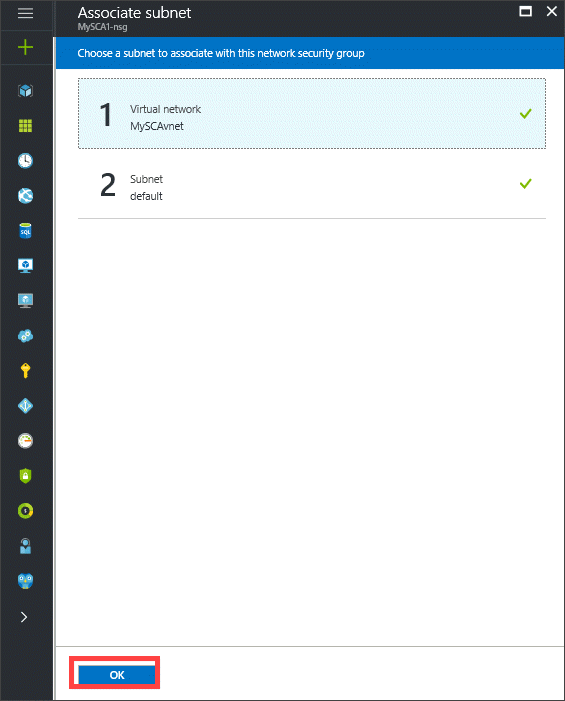 Associate subnet
MySCA1-nsg
Choose a subnet to associate with this network security group
1
Virtual network
MySCAvnet
2
Subnet
default
SQL
OK